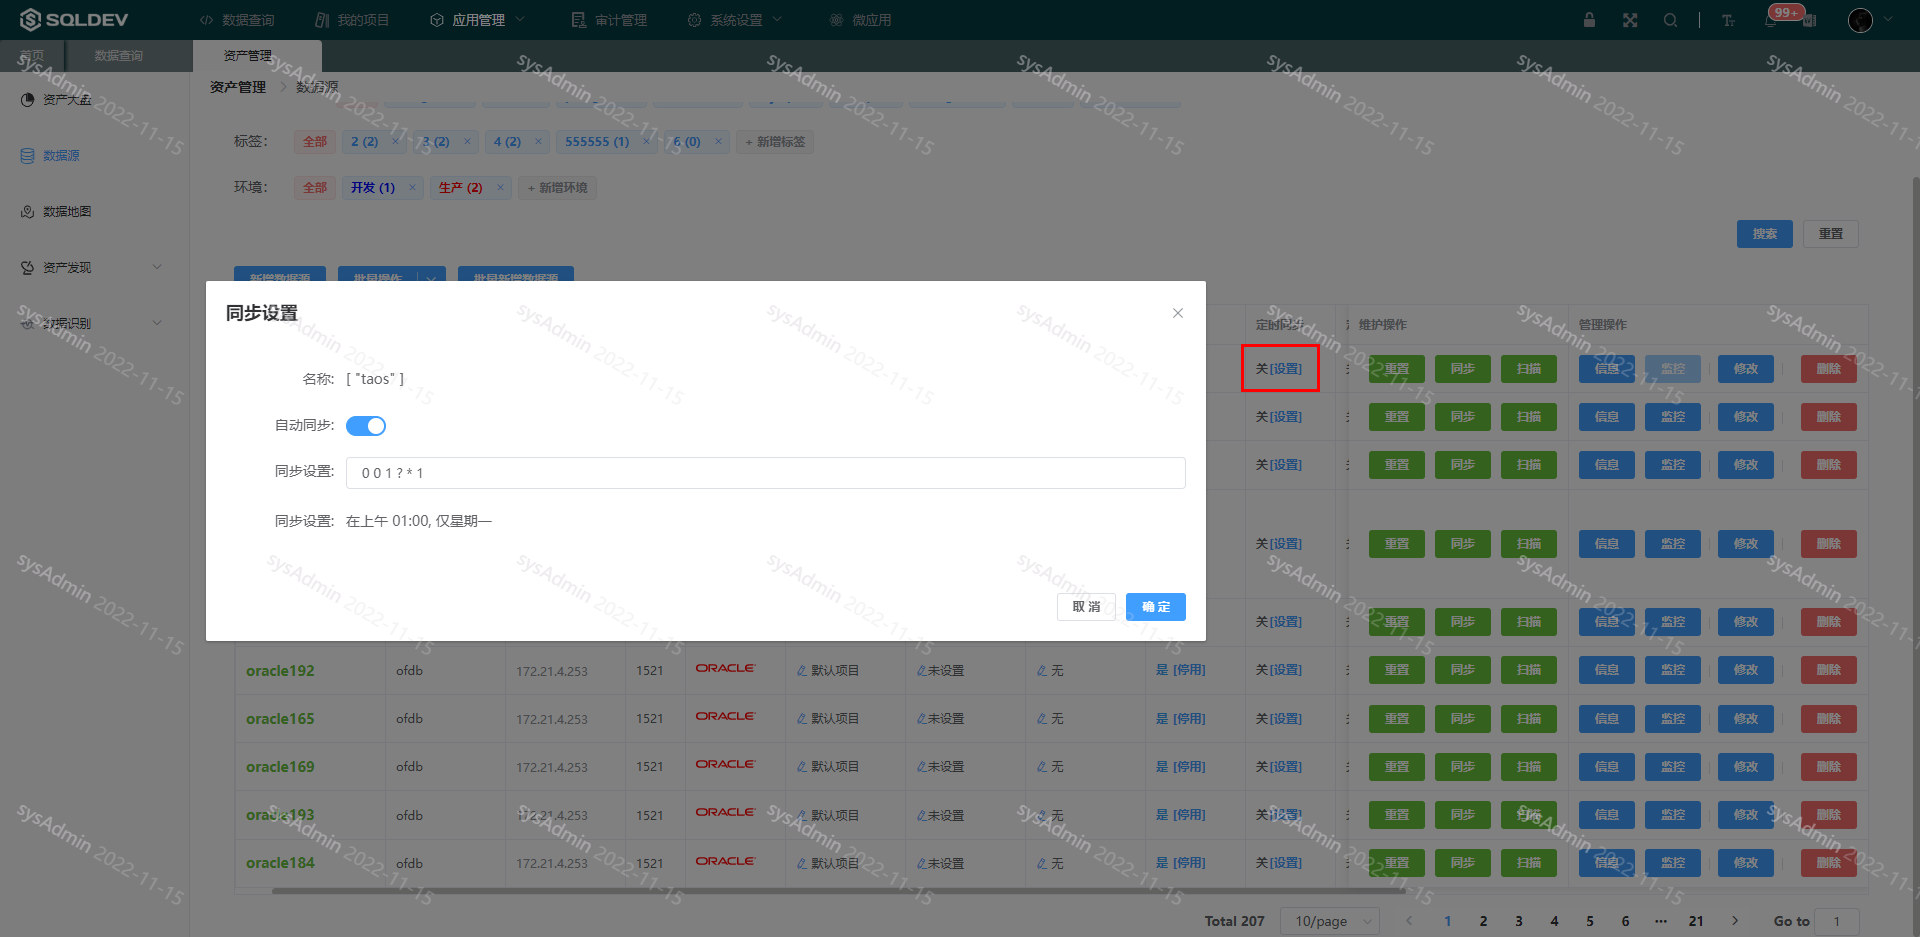 SQLDEV
数据查询
我的项目
应用管理
审计管理
系统设置
微应用
Tт
99+
首页
数据查询
资产管理
资产管理 > 数据源
资产大盘
数据源
数据地图
资产发现
数据识别
标签:
全部
2 (2) ×
3 (2) ×
4 (2) ×
555555 (1) ×
6 (0) ×
+ 新增标签
环境:
全部
开发 (1) ×
生产 (2) ×
+ 新增环境
搜索
重置
新增数据源
批量操作
批量新增数据源
定时同步
维护操作
管理操作
关[设置] 重置 同步 扫描 信息 监控 修改 删除
关[设置] 重置 同步 扫描 信息 监控 修改 删除
关[设置] 重置 同步 扫描 信息 监控 修改 删除
关[设置] 重置 同步 扫描 信息 监控 修改 删除
关[设置] 重置 同步 扫描 信息 监控 修改 删除
同步设置
名称: [ "taos" ]
自动同步:
同步设置: 0 0 1 ? * 1
同步设置: 在上午 01:00, 仅星期一
取 消
确 定
oracle192 ofdb 172.21.4.253 1521 ORACLE 默认项目 未设置 无 是 [停用] 关[设置] 重置 同步 扫描 信息 监控 修改 删除
oracle165 ofdb 172.21.4.253 1521 ORACLE 默认项目 未设置 无 是 [停用] 关[设置] 重置 同步 扫描 信息 监控 修改 删除
oracle169 ofdb 172.21.4.253 1521 ORACLE 默认项目 未设置 无 是 [停用] 关[设置] 重置 同步 扫描 信息 监控 修改 删除
oracle193 ofdb 172.21.4.253 1521 ORACLE 默认项目 未设置 无 是 [停用] 关[设置] 重置 同步 扫描 信息 监控 修改 删除
oracle184 ofdb 172.21.4.253 1521 ORACLE 默认项目 未设置 无 是 [停用] 关[设置] 重置 同步 扫描 信息 监控 修改 删除
Total 207 10/page < 1 2 3 4 5 6 ··· 21 > Go to 1
sysAdmin 2022-11-15